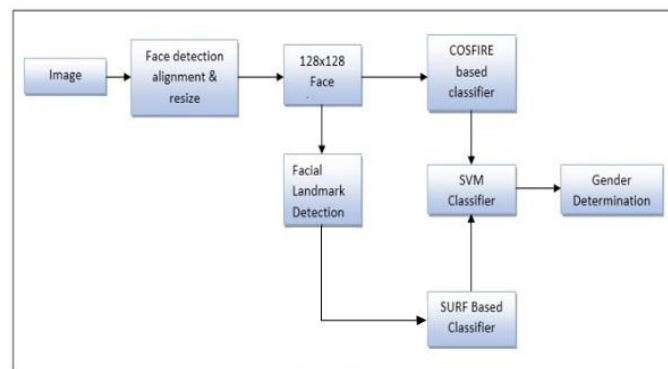 Image
Face detection
alignment &
resize
128x128
Face
COSFIRE
based
classifier
Facial
Landmark
Detection
SVM
Classifier
Gender
Determination
SURF Based
Classifier